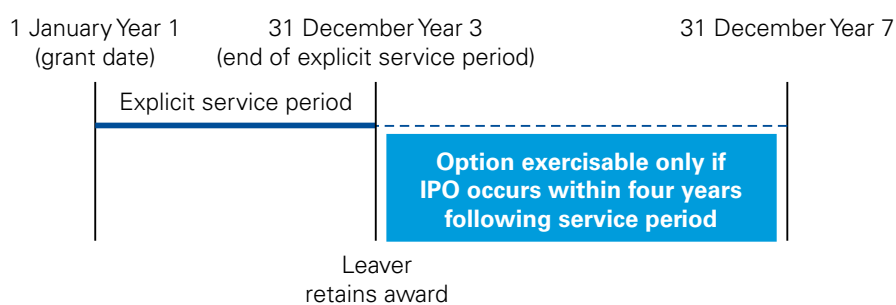 1 January Year 1
(grant date)
31 December Year 3
(end of explicit service period)
31 December Year 7
Explicit service period
Option exercisable only if
IPO occurs within four years
following service period
Leaver
retains award